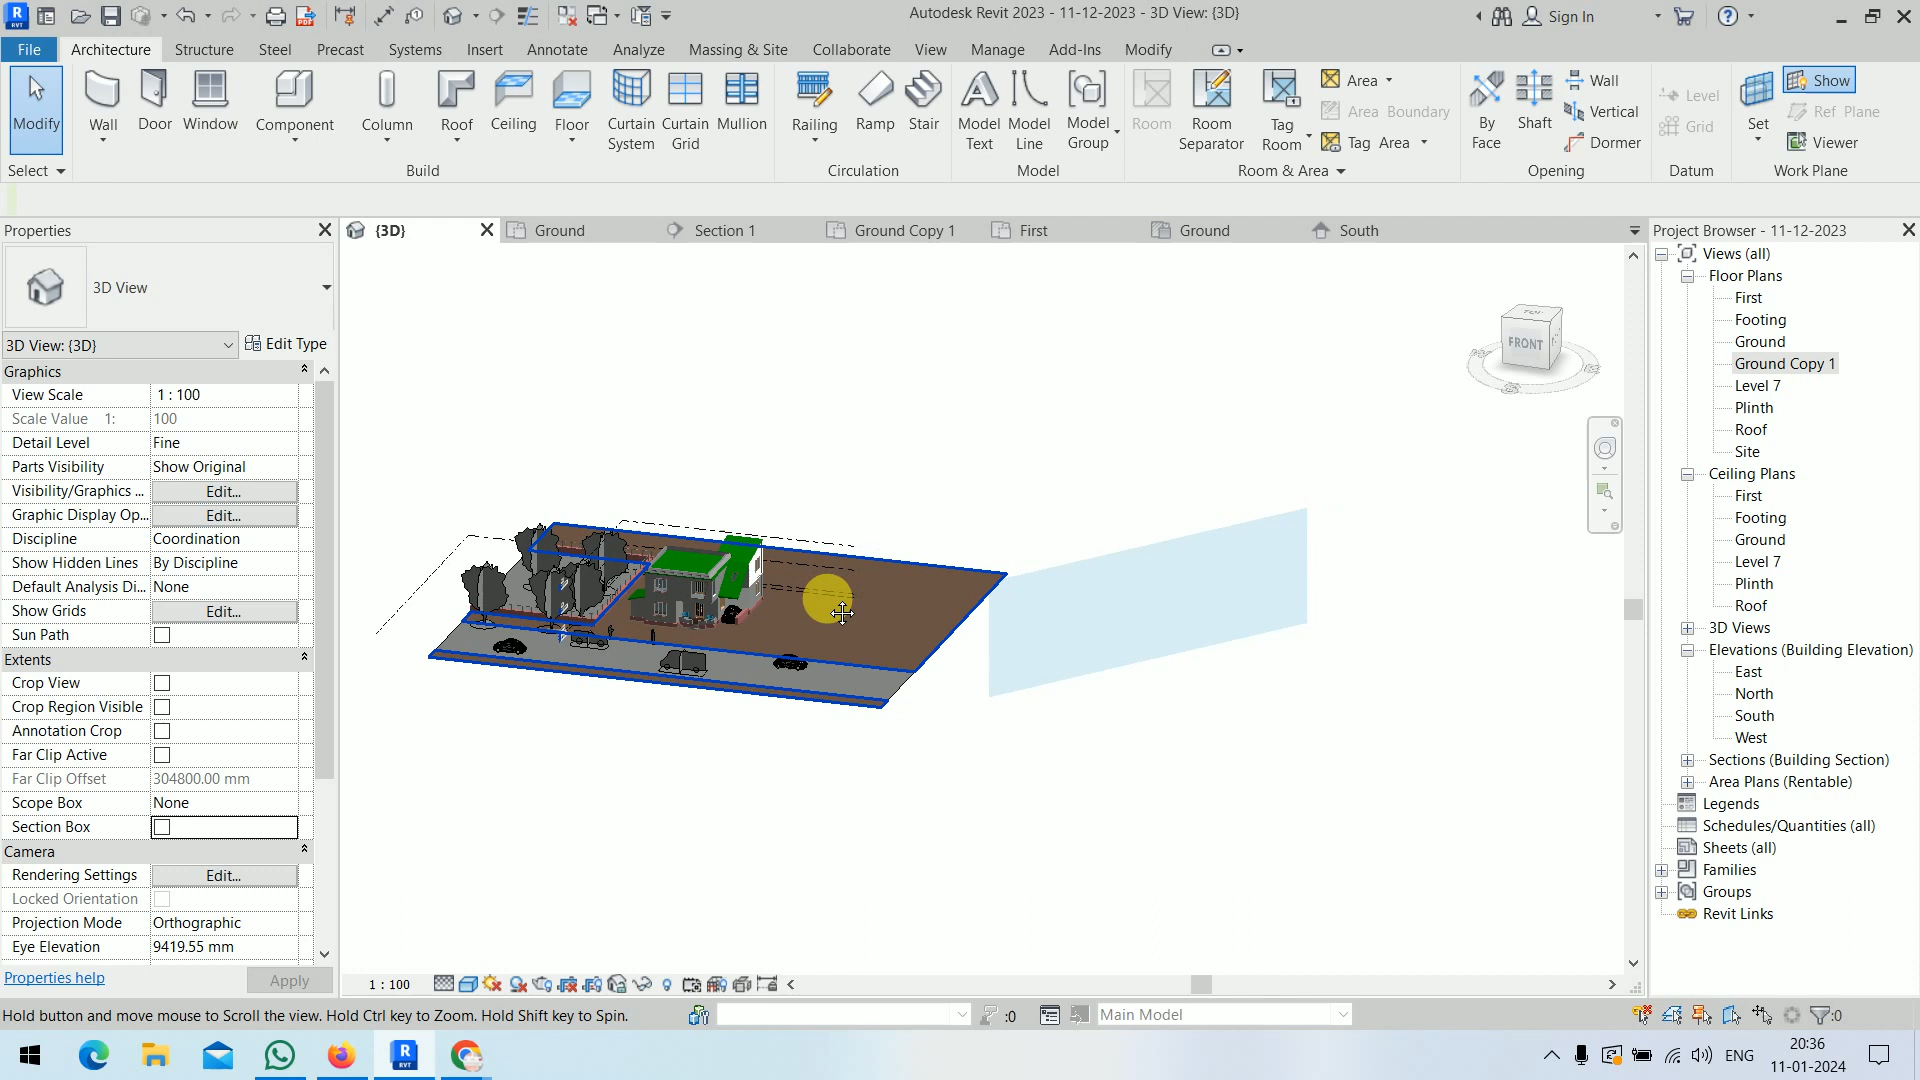 Autodesk Revit 2023 - 11-12-2023 - 3D View: {3D}
Sign In
File Architecture Structure Steel Precast Systems Insert Annotate Analyze Massing & Site Collaborate View Manage Add-Ins Modify
Modify Wall Door Window Component Column Roof Ceiling Floor Curtain System Curtain Grid Mullion Railing Ramp Stair Model Text Model Line Model Group Room Room Separator Tag Room
Area
Area Boundary
Tag Area
By Face
Shaft
Wall
Vertical
Dormer
Level
Grid
Set
Show
Ref Plane
Viewer
Select Build Circulation Model Room & Area Opening Datum Work Plane
Properties
3D View
3D View: {3D} Edit Type
Graphics
View Scale 1 : 100
Scale Value 1: 100
Detail Level Fine
Parts Visibility Show Original
Visibility/Graphics ... Edit...
Graphic Display Op... Edit...
Discipline Coordination
Show Hidden Lines By Discipline
Default Analysis Di... None
Show Grids Edit...
Sun Path
Extents
Crop View
Crop Region Visible
Annotation Crop
Far Clip Active
Far Clip Offset 304800.00 mm
Scope Box None
Section Box
Camera
Rendering Settings Edit...
Locked Orientation
Projection Mode Orthographic
Eye Elevation 9419.55 mm
Properties help Apply
{3D} Ground Section 1 Ground Copy 1 First Ground South
TOP
FRONT
1 : 100
Project Browser - 11-12-2023
Views (all)
Floor Plans
First
Footing
Ground
Ground Copy 1
Level 7
Plinth
Roof
Site
Ceiling Plans
First
Footing
Ground
Level 7
Plinth
Roof
3D Views
Elevations (Building Elevation)
East
North
South
West
Sections (Building Section)
Area Plans (Rentable)
Legends
Schedules/Quantities (all)
Sheets (all)
Families
Groups
Revit Links
Hold button and move mouse to Scroll the view. Hold Ctrl key to Zoom. Hold Shift key to Spin.
:0
Main Model
:0
ENG
20:36
11-01-2024